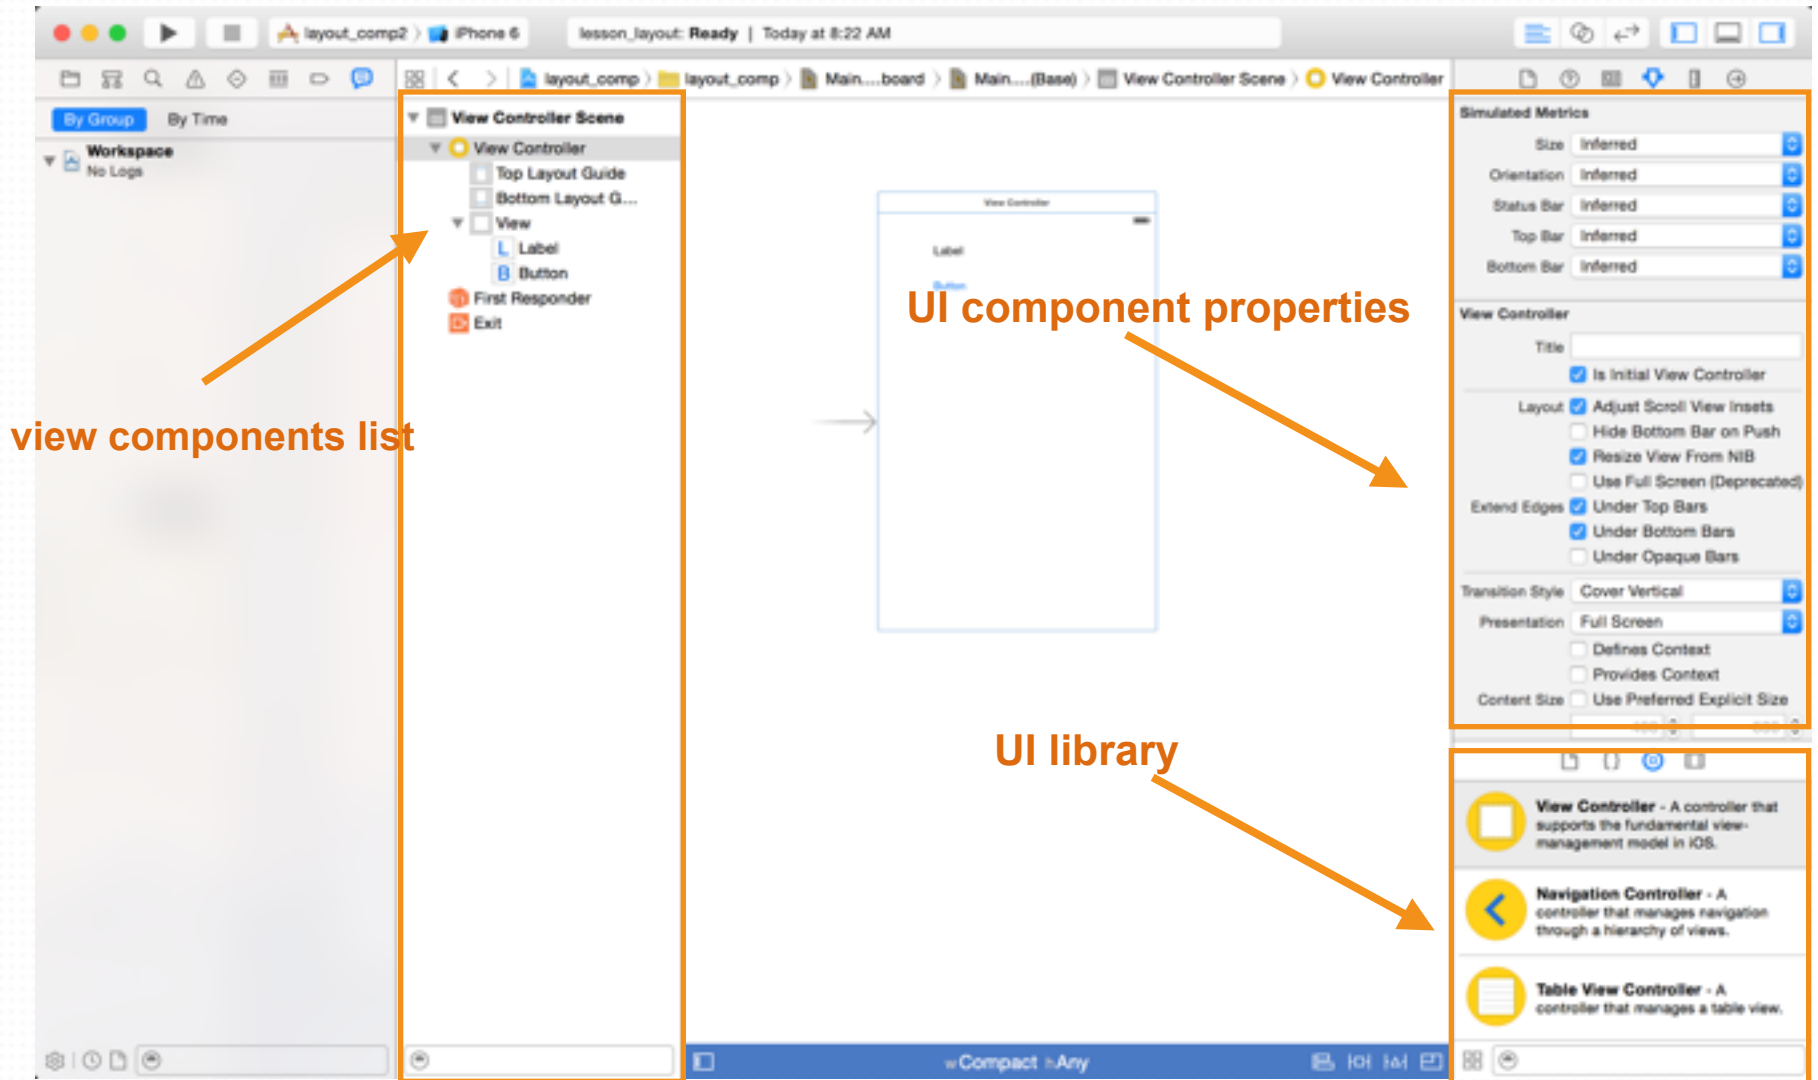 layout_comp2 〉 iPhone 6
lesson_layout: Ready | Today at 8:22 AM
layout_comp 〉 layout_comp 〉 Main....board 〉 Main....(Base) 〉 View Controller Scene 〉 View Controller
By Group By Time
Workspace
No Logs
View Controller Scene
View Controller
Top Layout Guide
Bottom Layout G...
View
L Label
B Button
First Responder
Exit
view components list
View Controller
Label
Button
UI component properties
UI library
w Compact h Any
Simulated Metrics
Size Inferred
Orientation Inferred
Status Bar Inferred
Top Bar Inferred
Bottom Bar Inferred
View Controller
Title
Is Initial View Controller
Layout Adjust Scroll View Insets
Hide Bottom Bar on Push
Resize View From NIB
Use Full Screen (Deprecated)
Extend Edges Under Top Bars
Under Bottom Bars
Under Opaque Bars
Transition Style Cover Vertical
Presentation Full Screen
Defines Context
Provides Context
Content Size Use Preferred Explicit Size
View Controller - A controller that
supports the fundamental view-
management model in iOS.
Navigation Controller - A
controller that manages navigation
through a hierarchy of views.
Table View Controller - A
controller that manages a table view.